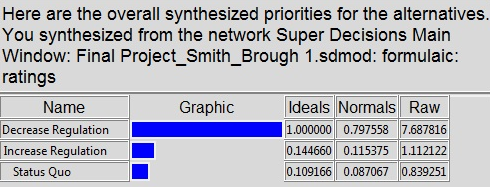 Here are the overall synthesized priorities for the alternatives.
You synthesized from the network Super Decisions Main
Window: Final Project_Smith_Brough 1.sdmod: formulaic:
ratings
Name Graphic Ideals Normals Raw
Decrease Regulation 1.000000 0.797558 7.687816
Increase Regulation 0.144660 0.115375 1.112122
Status Quo 0.109166 0.087067 0.839251